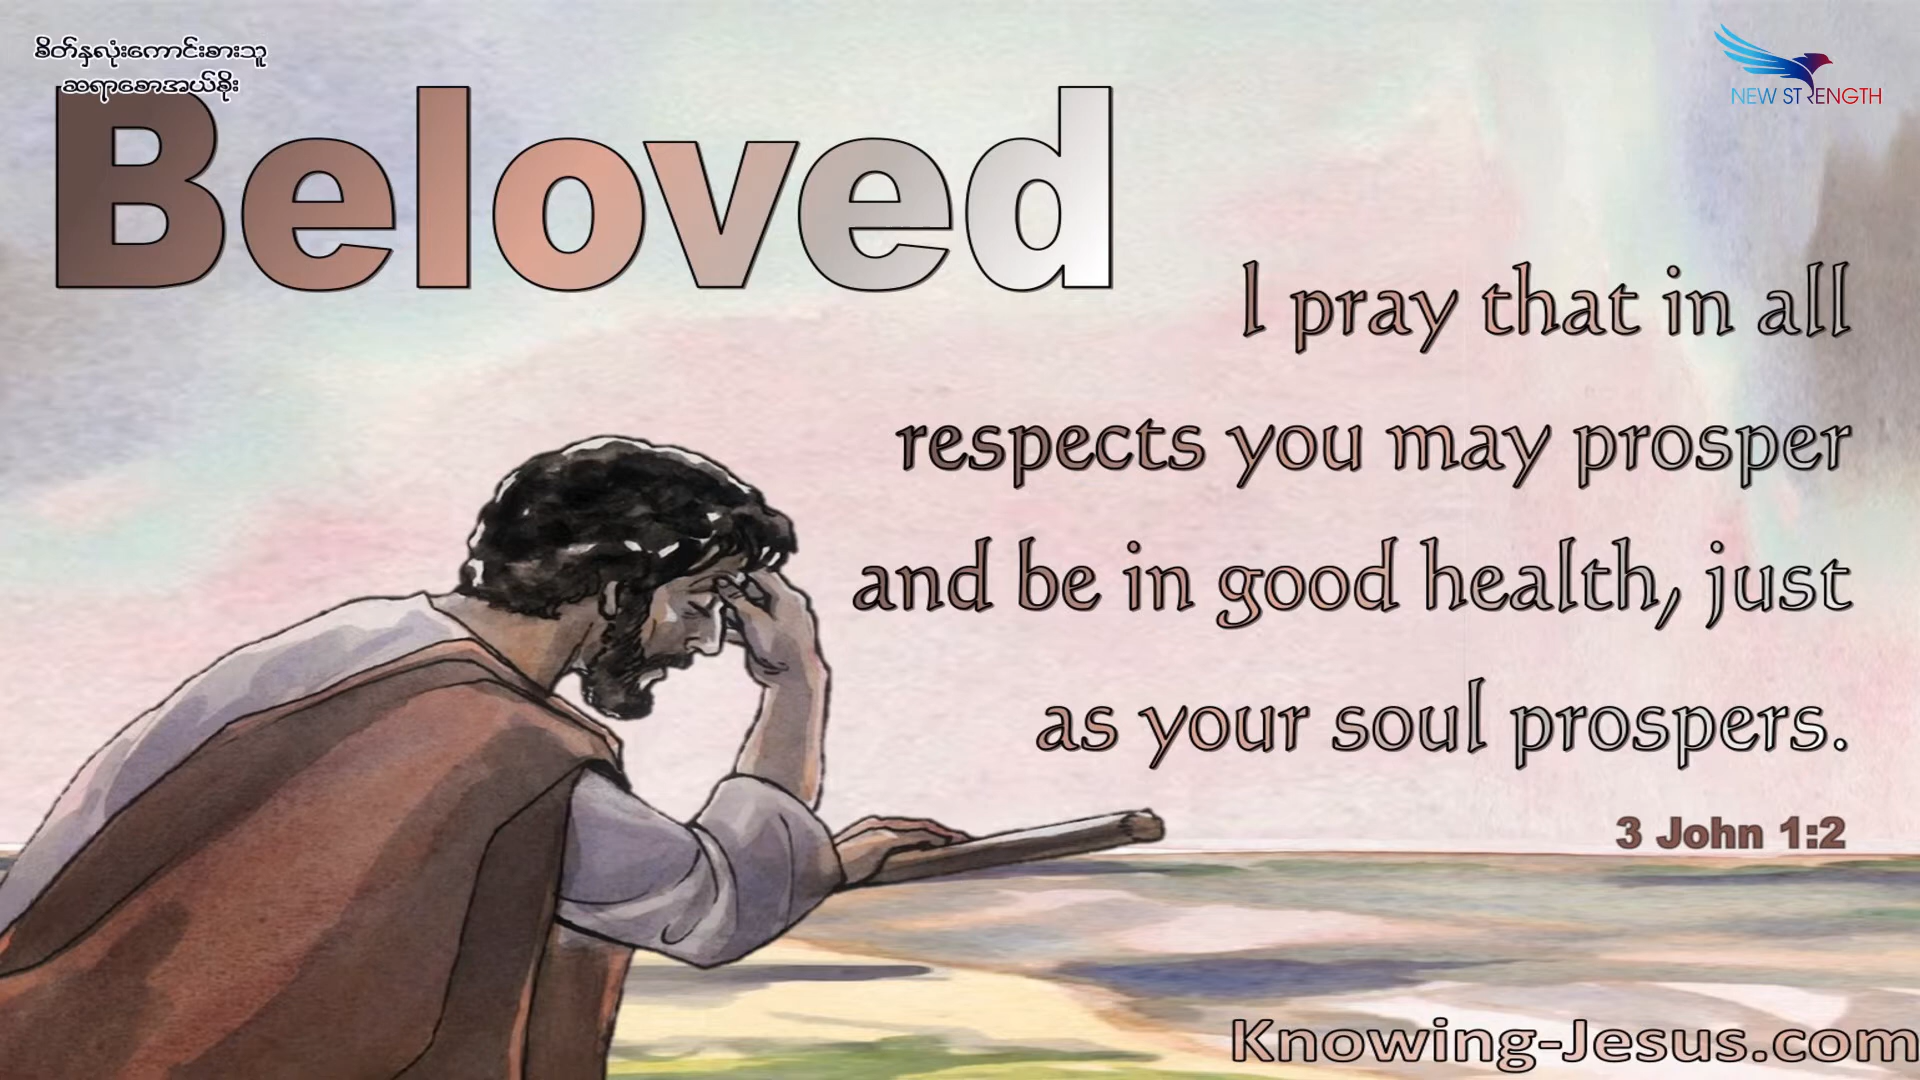 ခိတ်နှလုံးကောင်းစားသူ
ဆရာစောအယ်ခိုး
NEW STRENGTH
Beloved
I pray that in all
respects you may prosper
and be in good health, just
as your soul prospers.
3 John 1:2
Knowing-Jesus.com